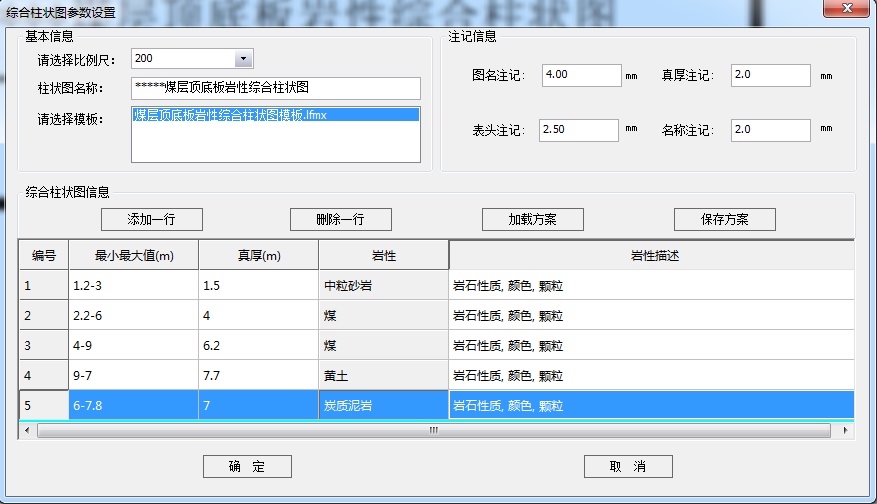 综合柱状图参数设置
基本信息
请选择比例尺：
200
柱状图名称：
*****煤层顶底板岩性综合柱状图
请选择模板：
煤层顶底板岩性综合柱状图模板.lfmx
注记信息
图名注记：
4.00
mm
真厚注记：
2.0
mm
表头注记：
2.50
mm
名称注记：
2.0
mm
综合柱状图信息
添加一行
删除一行
加载方案
保存方案
编号 最小最大值(m) 真厚(m) 岩性 岩性描述
1 1.2-3 1.5 中粒砂岩 岩石性质, 颜色, 颗粒
2 2.2-6 4 煤 岩石性质, 颜色, 颗粒
3 4-9 6.2 煤 岩石性质, 颜色, 颗粒
4 9-7 7.7 黄土 岩石性质, 颜色, 颗粒
5 6-7.8 7 炭质泥岩 岩石性质, 颜色, 颗粒
确 定
取 消